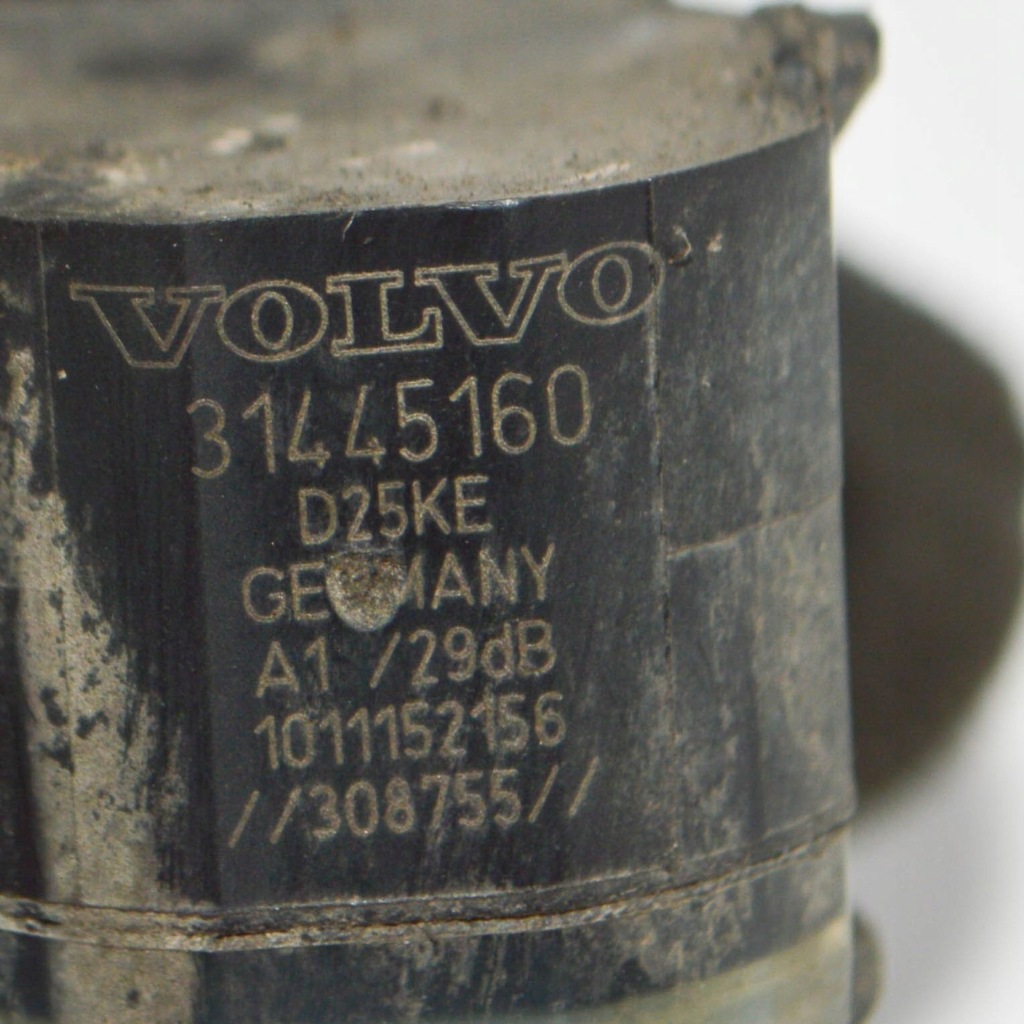 VOLVO
31445160
D25KE
GERMANY
A1 /29dB
1011152156
//308755//